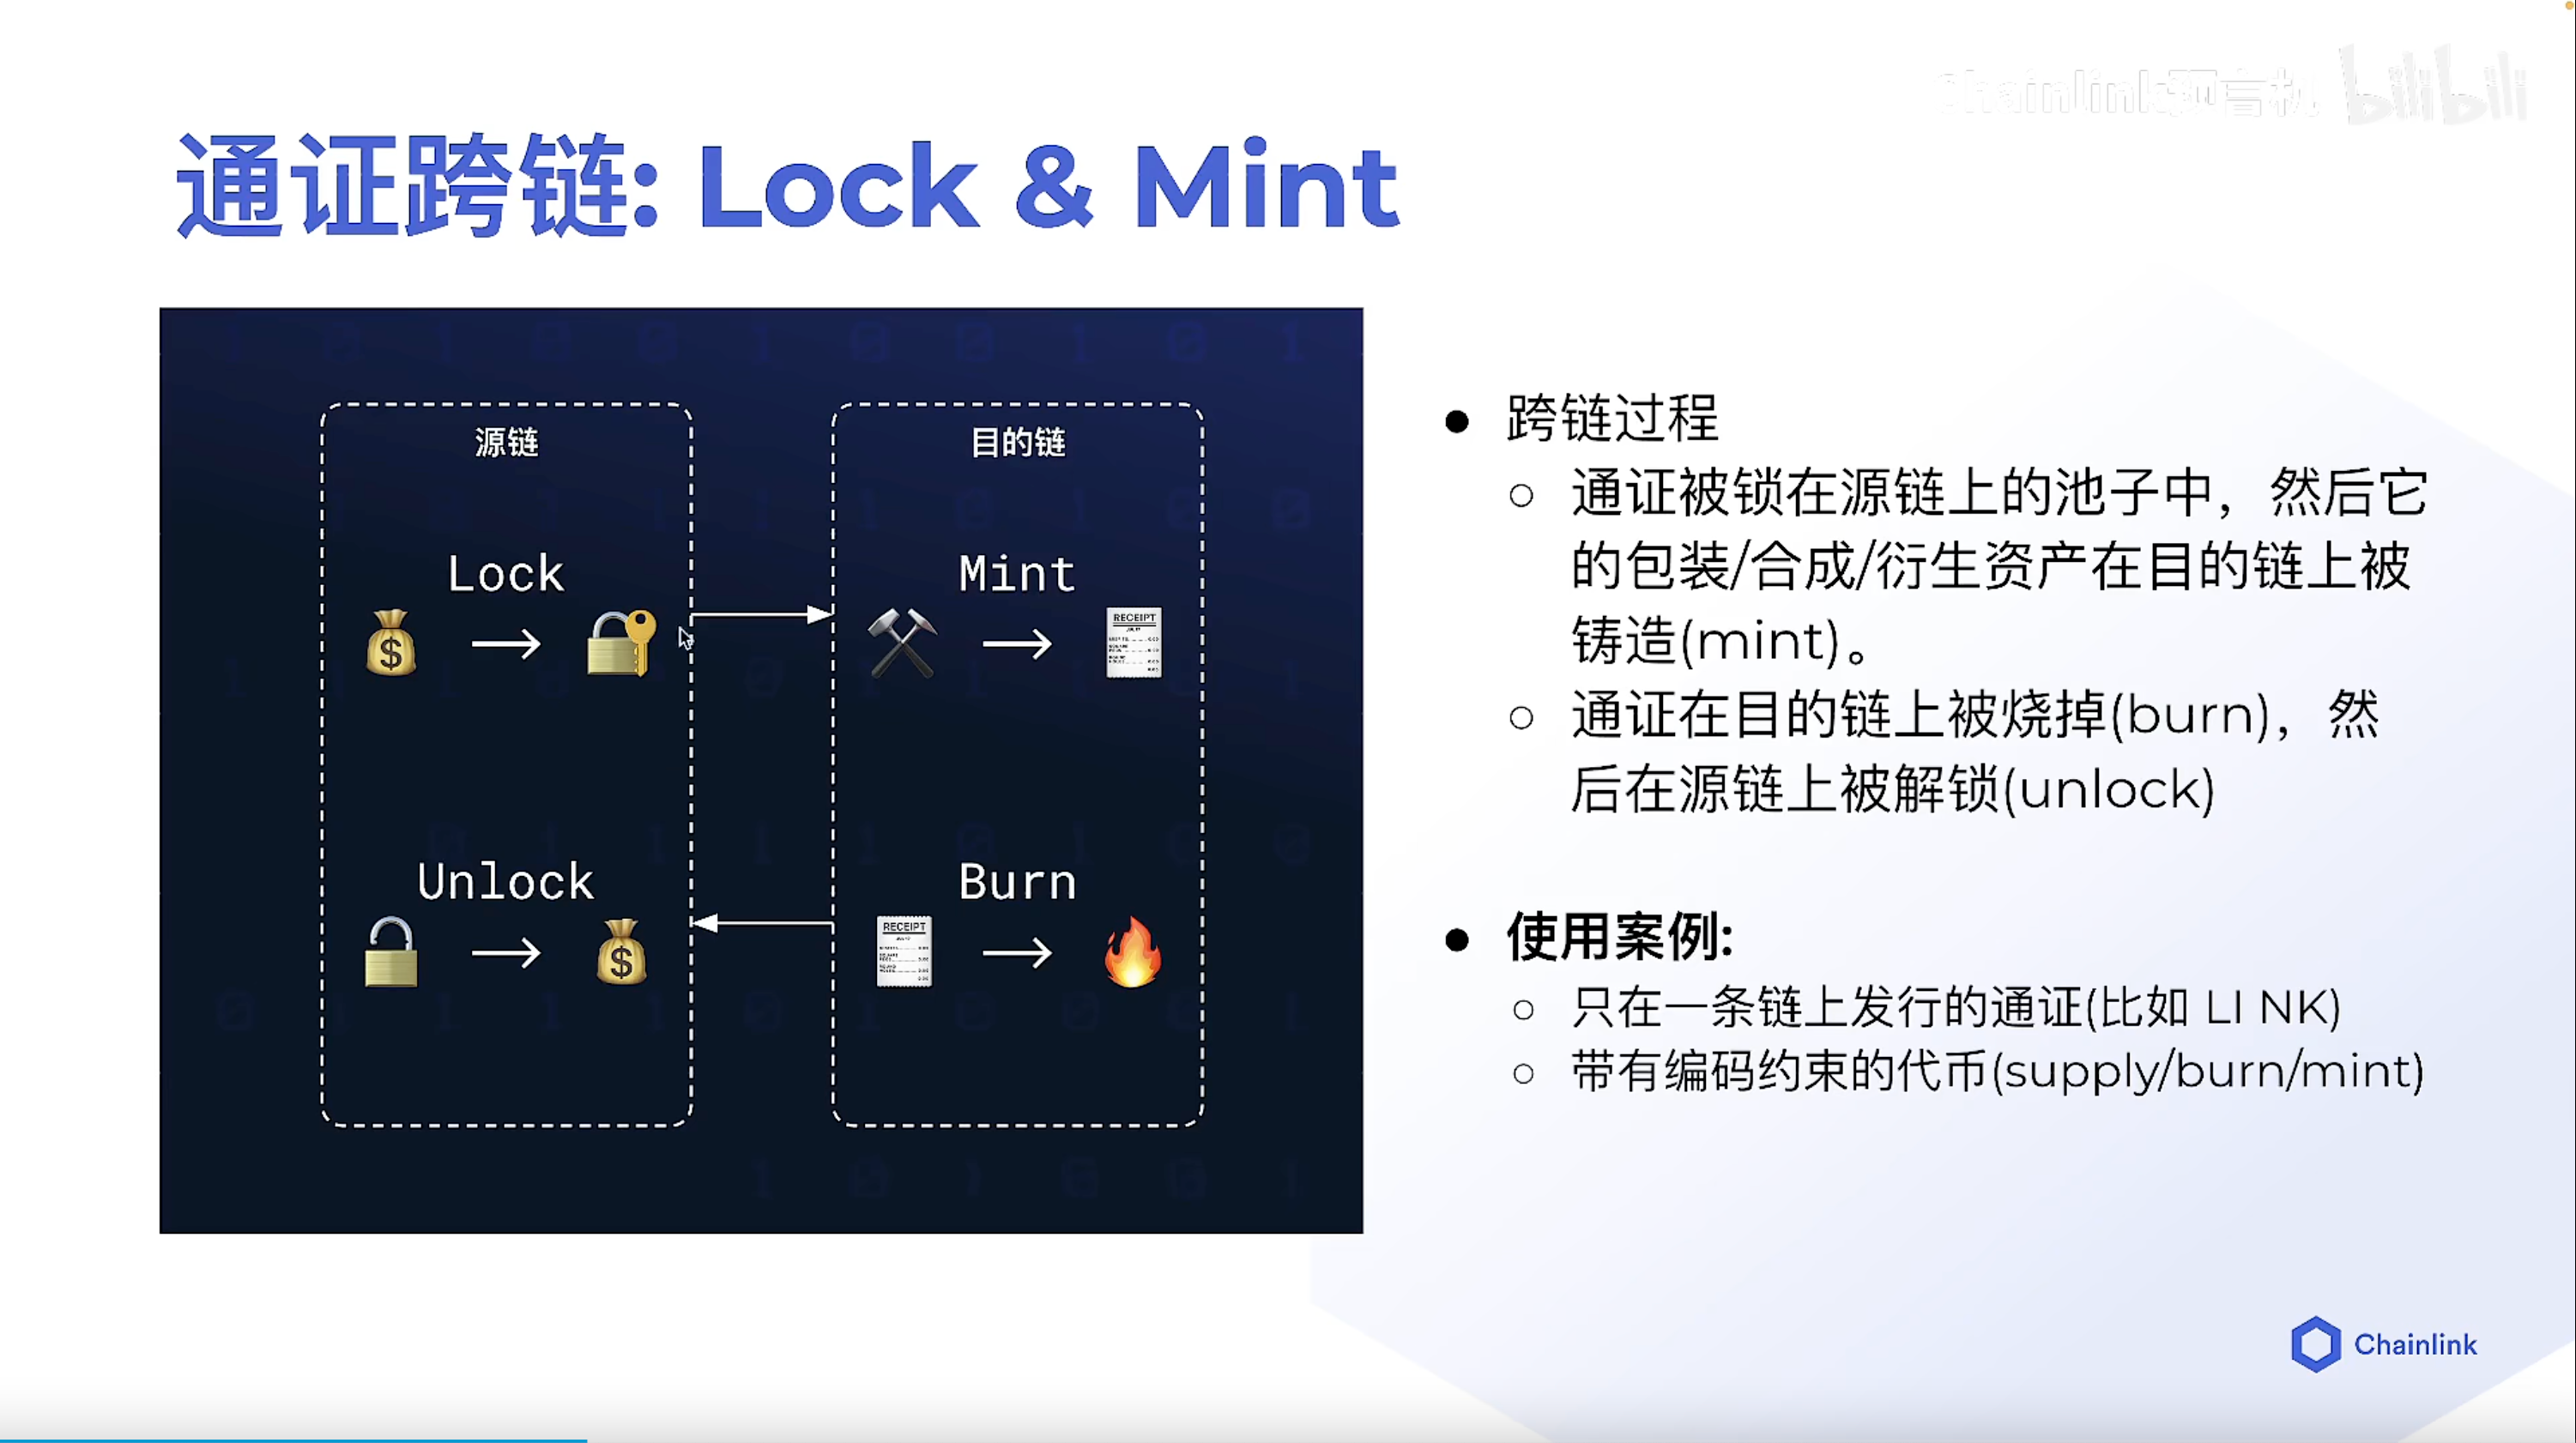 Chainlink预言机 bilibili
通证跨链: Lock & Mint
源链
目的链
Lock
Mint
RECEIPT
Unlock
Burn
RECEIPT
● 跨链过程
○ 通证被锁在源链上的池子中，然后它
的包装/合成/衍生资产在目的链上被
铸造(mint)。
○ 通证在目的链上被烧掉(burn)，然
后在源链上被解锁(unlock)
● 使用案例:
○ 只在一条链上发行的通证(比如 LI NK)
○ 带有编码约束的代币(supply/burn/mint)
Chainlink